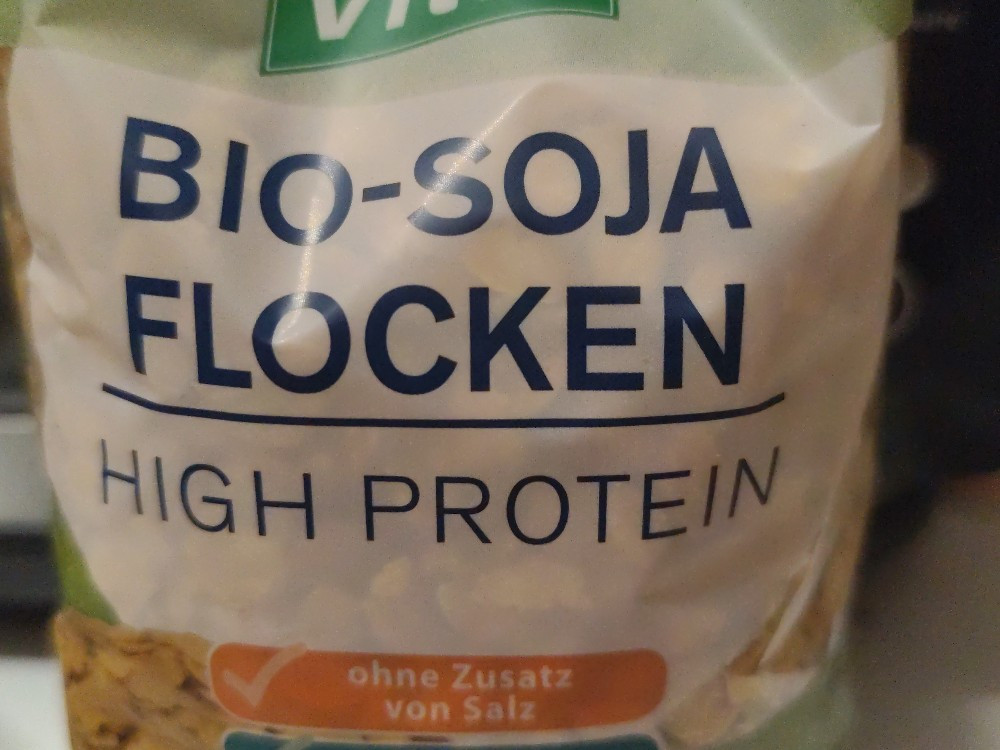 BIO-SOJA
FLOCKEN
HIGH PROTEIN
ohne Zusatz
von Salz